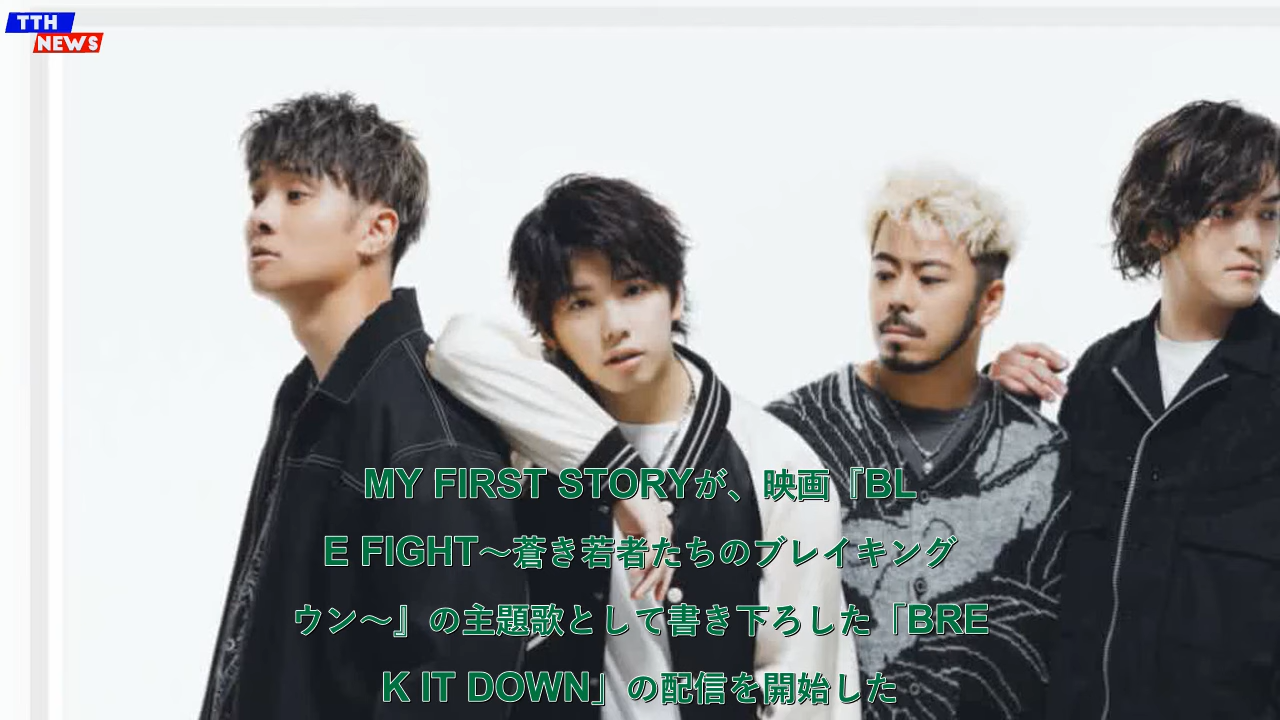 TTH
NEWS
MY FIRST STORYが、映画『BL
E FIGHT～蒼き若者たちのブレイキング
ウン～』の主題歌として書き下ろした「BRE
K IT DOWN」の配信を開始した